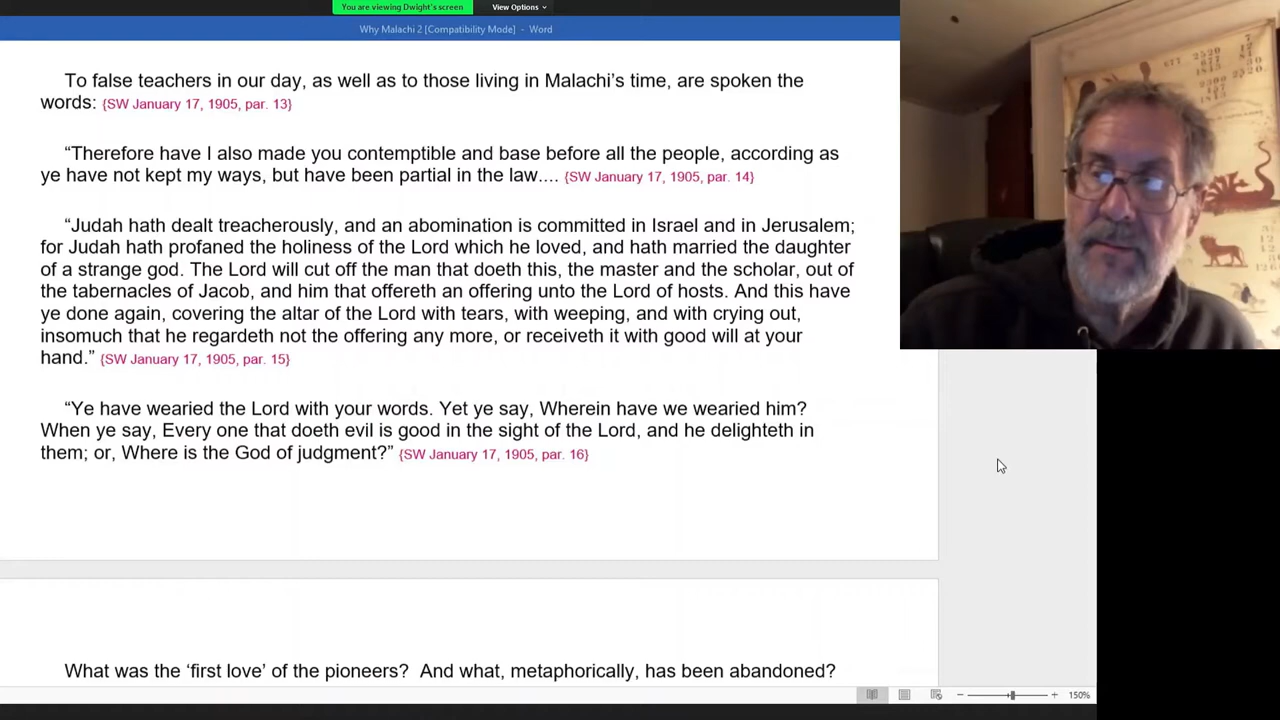 You are viewing Dwight's screen
View Options
Why Malachi 2 [Compatibility Mode] - Word
To false teachers in our day, as well as to those living in Malachi's time, are spoken the
words: {SW January 17, 1905, par. 13}
“Therefore have I also made you contemptible and base before all the people, according as
ye have not kept my ways, but have been partial in the law.... {SW January 17, 1905, par. 14}
“Judah hath dealt treacherously, and an abomination is committed in Israel and in Jerusalem;
for Judah hath profaned the holiness of the Lord which he loved, and hath married the daughter
of a strange god. The Lord will cut off the man that doeth this, the master and the scholar, out of
the tabernacles of Jacob, and him that offereth an offering unto the Lord of hosts. And this have
ye done again, covering the altar of the Lord with tears, with weeping, and with crying out,
insomuch that he regardeth not the offering any more, or receiveth it with good will at your
hand.” {SW January 17, 1905, par. 15}
“Ye have wearied the Lord with your words. Yet ye say, Wherein have we wearied him?
When ye say, Every one that doeth evil is good in the sight of the Lord, and he delighteth in
them; or, Where is the God of judgment?” {SW January 17, 1905, par. 16}
What was the ‘first love’ of the pioneers? And what, metaphorically, has been abandoned?
150%
2520
677
1843
2300
457
1843
2520